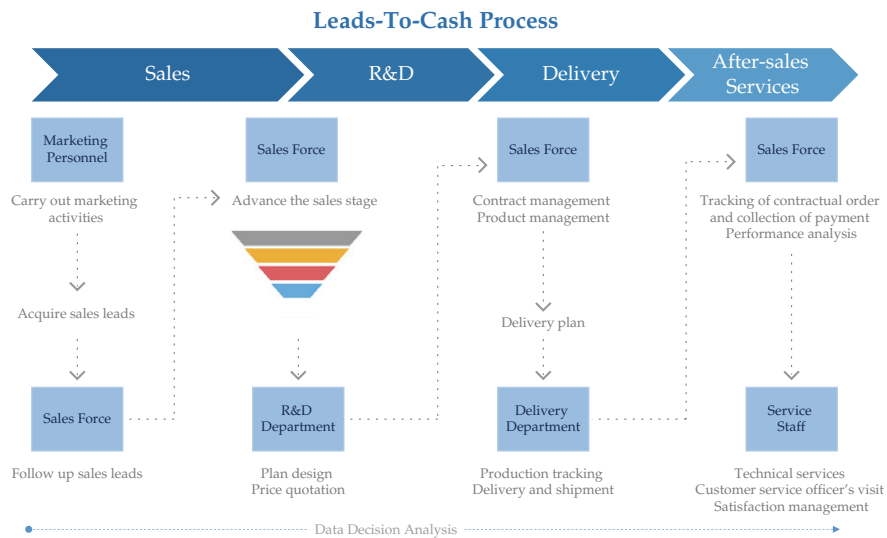 Leads-To-Cash Process
Sales
R&D
Delivery
After-sales
Services
Marketing
Personnel
Carry out marketing
activities
Acquire sales leads
Sales Force
Follow up sales leads
Sales Force
Advance the sales stage
R&D
Department
Plan design
Price quotation
Sales Force
Contract management
Product management
Delivery plan
Delivery
Department
Production tracking
Delivery and shipment
Sales Force
Tracking of contractual order
and collection of payment
Performance analysis
Service
Staff
Technical services
Customer service officer's visit
Satisfaction management
Data Decision Analysis